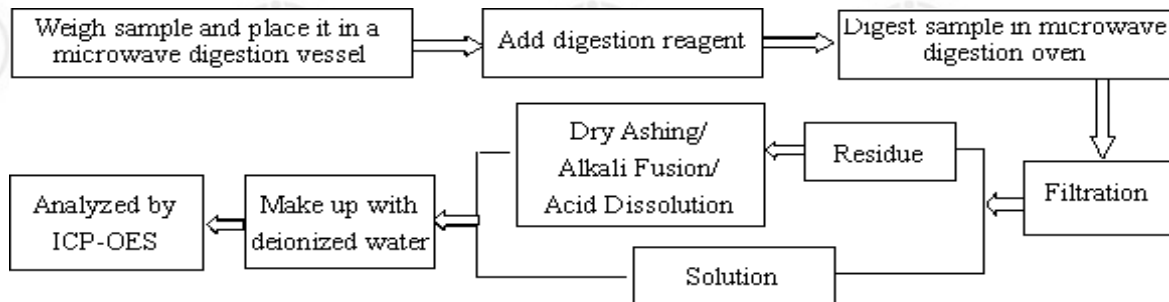 Weigh sample and place it in a
microwave digestion vessel
Add digestion reagent
Digest sample in microwave
digestion oven
Filtration
Residue
Dry Ashing/
Alkali Fusion/
Acid Dissolution
Solution
Make up with
deionized water
Analyzed by
ICP-OES